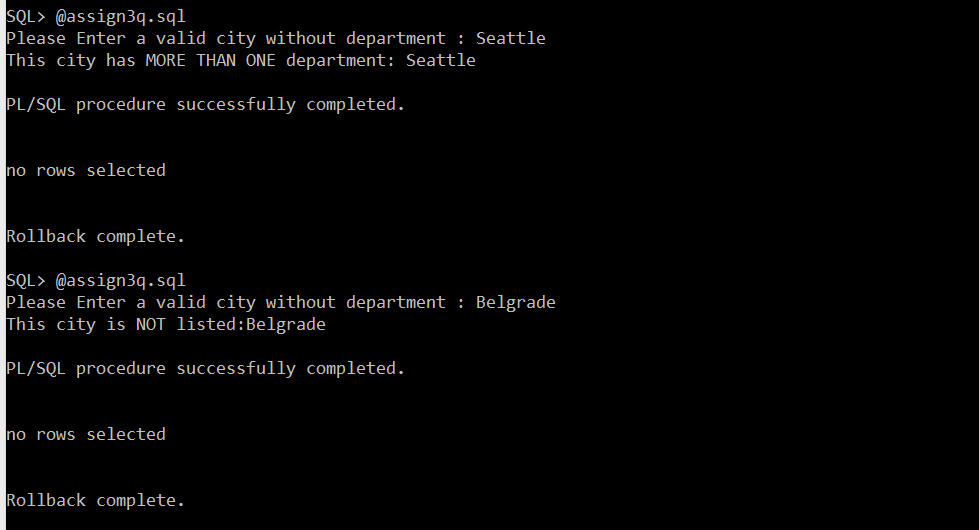 SQL> @assign3q.sql
Please Enter a valid city without department : Seattle
This city has MORE THAN ONE department: Seattle
PL/SQL procedure successfully completed.
no rows selected
Rollback complete.
SQL> @assign3q.sql
Please Enter a valid city without department : Belgrade
This city is NOT listed:Belgrade
PL/SQL procedure successfully completed.
no rows selected
Rollback complete.